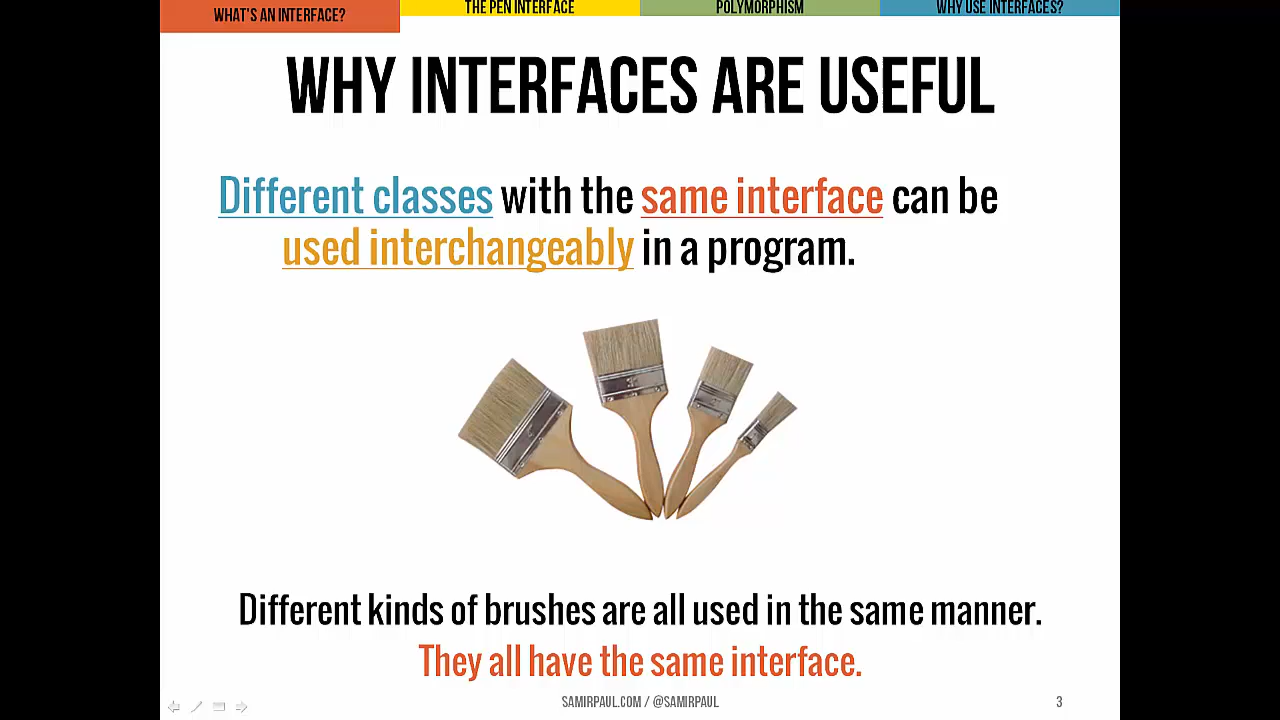 WHAT'S AN INTERFACE?
THE PEN INTERFACE
POLYMORPHISM
WHY USE INTERFACES?
WHY INTERFACES ARE USEFUL
Different classes with the same interface can be
used interchangeably in a program.
Different kinds of brushes are all used in the same manner.
They all have the same interface.
SAMIRPAUL.COM / @SAMIRPAUL
3